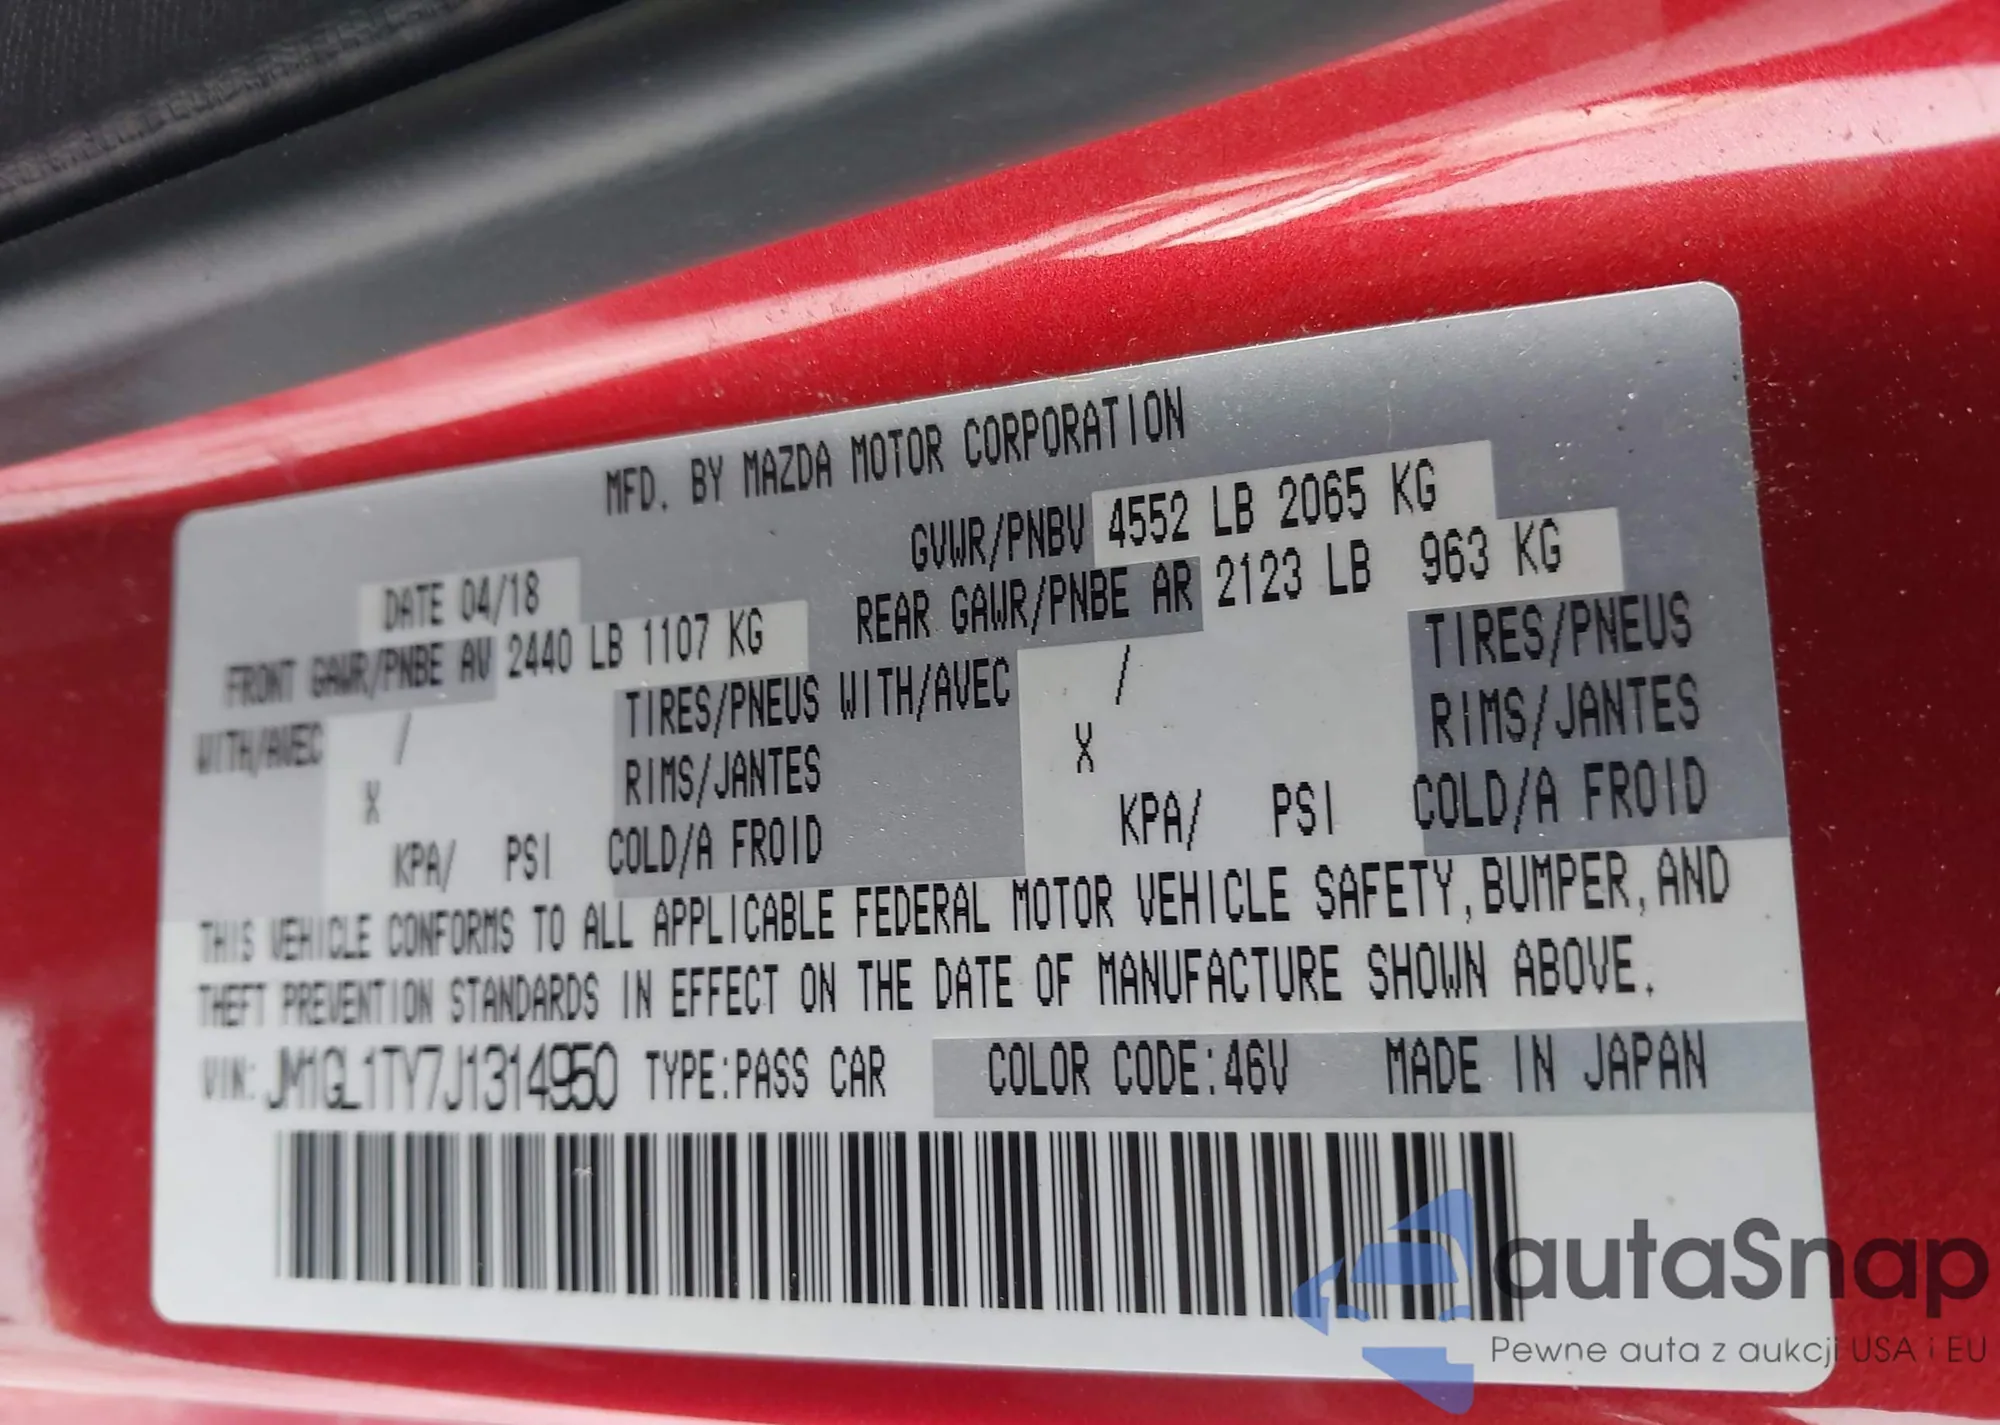 MFD. BY MAZDA MOTOR CORPORATION
DATE 04/18 GVWR/PNBV 4552 LB 2065 KG
FRONT GAWR/PNBE AV 2440 LB 1107 KG REAR GAWR/PNBE AR 2123 LB 963 KG
WITH/AVEC / TIRES/PNEUS WITH/AVEC / TIRES/PNEUS
X RIMS/JANTES X RIMS/JANTES
KPA/ PSI COLD/A FROID KPA/ PSI COLD/A FROID
THIS VEHICLE CONFORMS TO ALL APPLICABLE FEDERAL MOTOR VEHICLE SAFETY, BUMPER, AND
THEFT PREVENTION STANDARDS IN EFFECT ON THE DATE OF MANUFACTURE SHOWN ABOVE.
VIN: JM1GL1TY7J1314950 TYPE:PASS CAR COLOR CODE:46V MADE IN JAPAN
autaSnap
Pewne auta z aukcji USA i EU